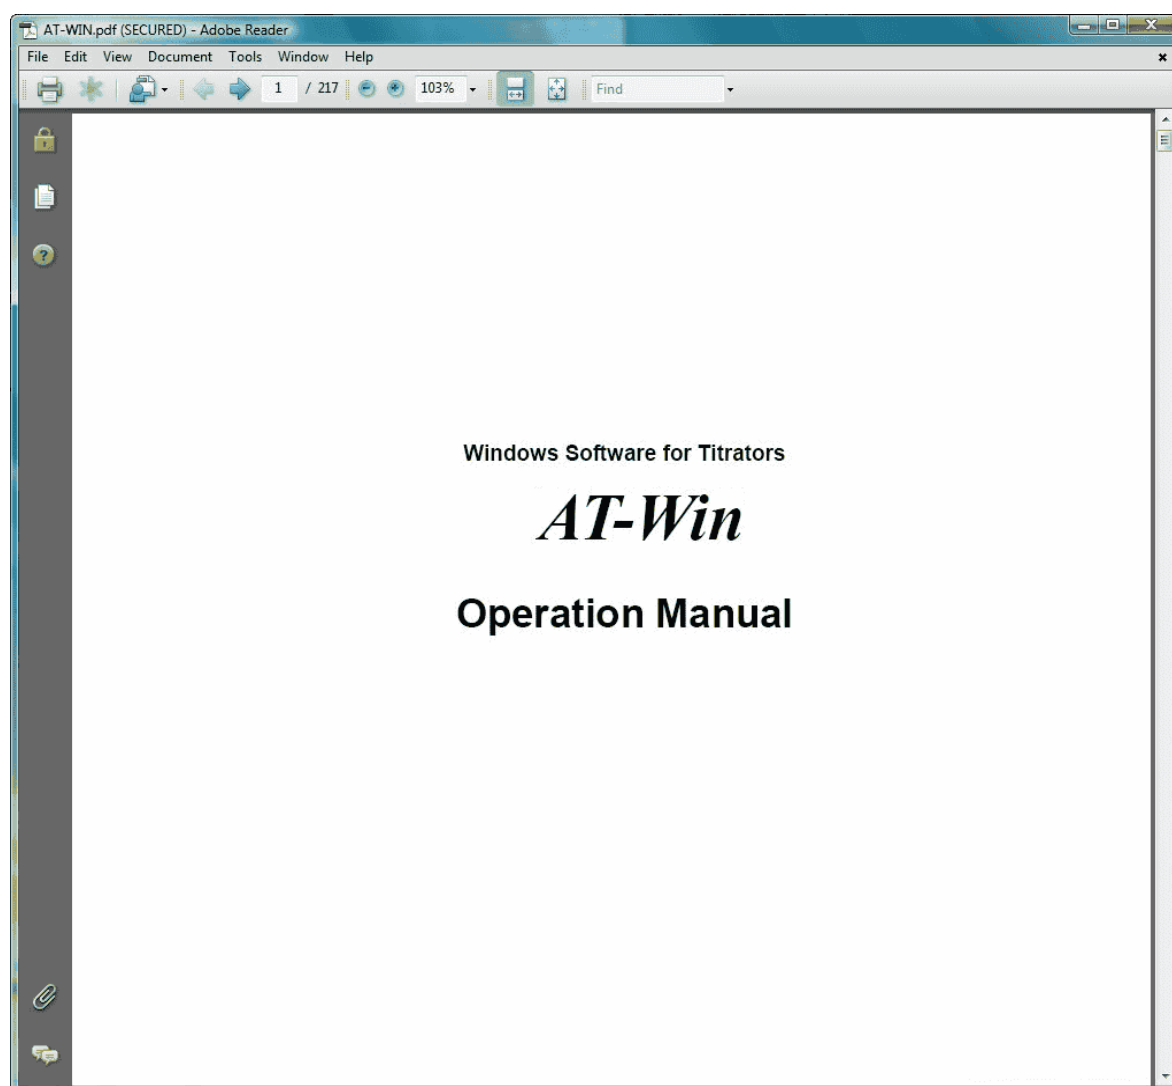 AT-WIN.pdf (SECURED) - Adobe Reader
File Edit View Document Tools Window Help
1 / 217 103% Find
Windows Software for Titrators
AT-Win
Operation Manual